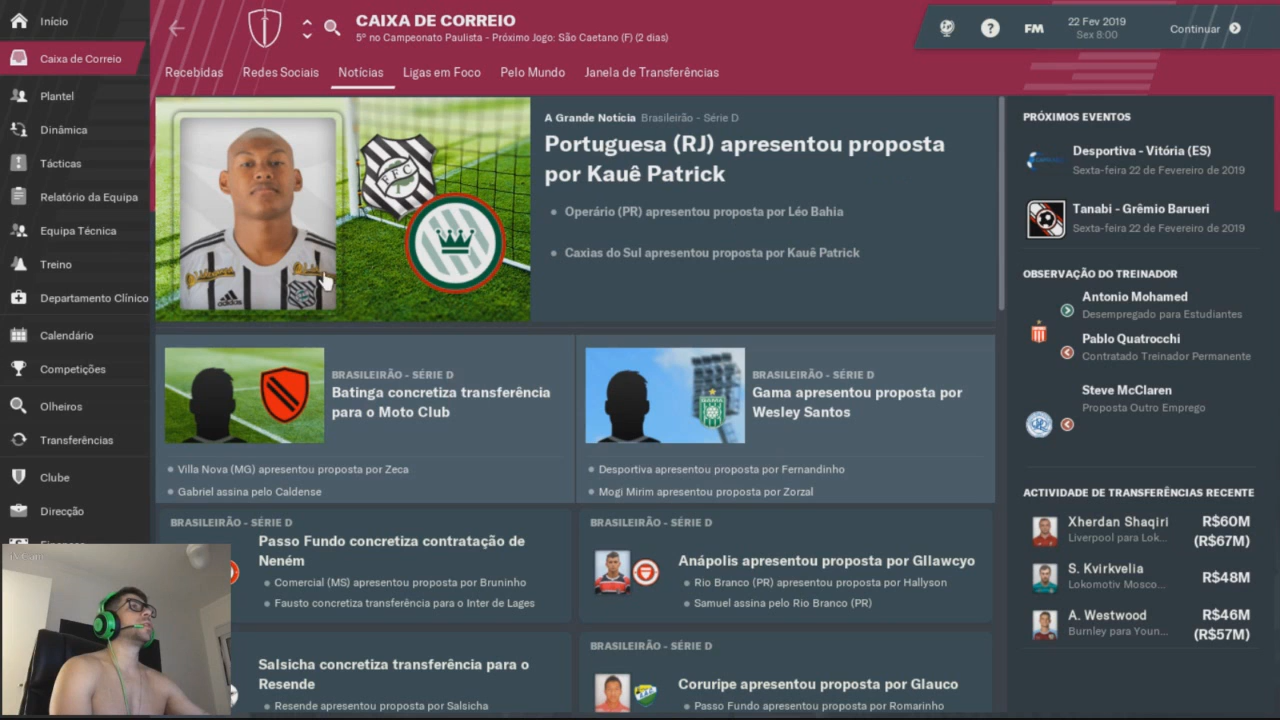 Início
Caixa de Correio
Plantel
Dinâmica
Tácticas
Relatório da Equipa
Equipa Técnica
Treino
Departamento Clínico
Calendário
Competições
Olheiros
Transferências
Clube
Direcção
CAIXA DE CORREIO
5º no Campeonato Paulista - Próximo Jogo: São Caetano (F) (2 dias)
FM
22 Fev 2019
Sex 8:00
Continuar
Recebidas
Redes Sociais
Notícias
Ligas em Foco
Pelo Mundo
Janela de Transferências
A Grande Notícia Brasileirão - Série D
Portuguesa (RJ) apresentou proposta
por Kauê Patrick
Operário (PR) apresentou proposta por Léo Bahia
Caxias do Sul apresentou proposta por Kauê Patrick
BRASILEIRÃO - SÉRIE D
Batinga concretiza transferência
para o Moto Club
Villa Nova (MG) apresentou proposta por Zeca
Gabriel assina pelo Caldense
BRASILEIRÃO - SÉRIE D
Gama apresentou proposta por
Wesley Santos
Desportiva apresentou proposta por Fernandinho
Mogi Mirim apresentou proposta por Zorzal
BRASILEIRÃO - SÉRIE D
Passo Fundo concretiza contratação de
Neném
Comercial (MS) apresentou proposta por Bruninho
Fausto concretiza transferência para o Inter de Lages
BRASILEIRÃO - SÉRIE D
Anápolis apresentou proposta por Gllawcyo
Rio Branco (PR) apresentou proposta por Hallyson
Samuel assina pelo Rio Branco (PR)
Salsicha concretiza transferência para o
Resende
Resende apresentou proposta por Salsicha
BRASILEIRÃO - SÉRIE D
Coruripe apresentou proposta por Glauco
Passo Fundo apresentou proposta por Romarinho
PRÓXIMOS EVENTOS
Desportiva - Vitória (ES)
Sexta-feira 22 de Fevereiro de 2019
Tanabi - Grêmio Barueri
Sexta-feira 22 de Fevereiro de 2019
OBSERVAÇÃO DO TREINADOR
Antonio Mohamed
Desempregado para Estudiantes
Pablo Quatrocchi
Contratado Treinador Permanente
Steve McClaren
Proposta Outro Emprego
ACTIVIDADE DE TRANSFERÊNCIAS RECENTE
Xherdan Shaqiri R$60M
Liverpool para Lok... (R$67M)
S. Kvirkvelia R$48M
Lokomotiv Mosco...
A. Westwood R$46M
Burnley para Youn... (R$57M)